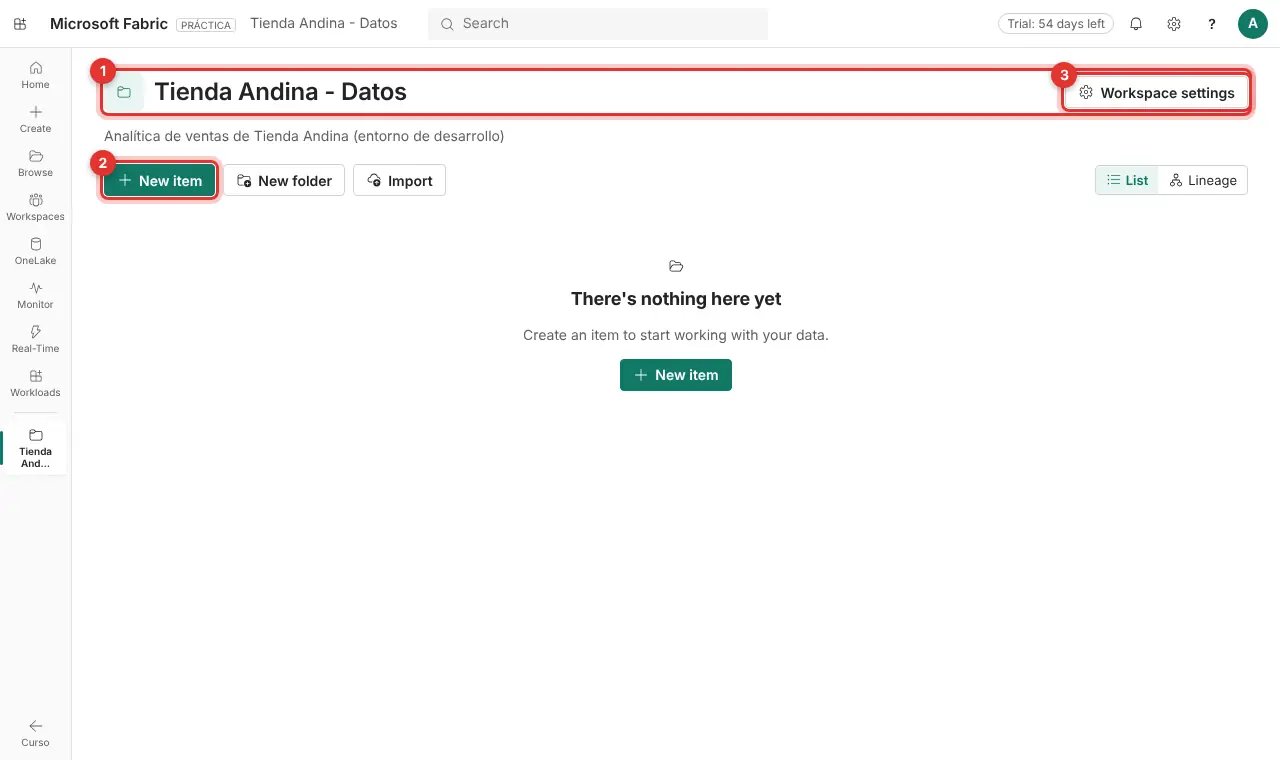 Microsoft Fabric PRÁCTICA Tienda Andina - Datos Search Trial: 54 days left ? A
Home
Create
Browse
Workspaces
OneLake
Monitor
Real-Time
Workloads
Tienda
And...
Curso
1
Tienda Andina - Datos
3
Workspace settings
Analítica de ventas de Tienda Andina (entorno de desarrollo)
2
New item New folder Import List Lineage
There's nothing here yet
Create an item to start working with your data.
New item